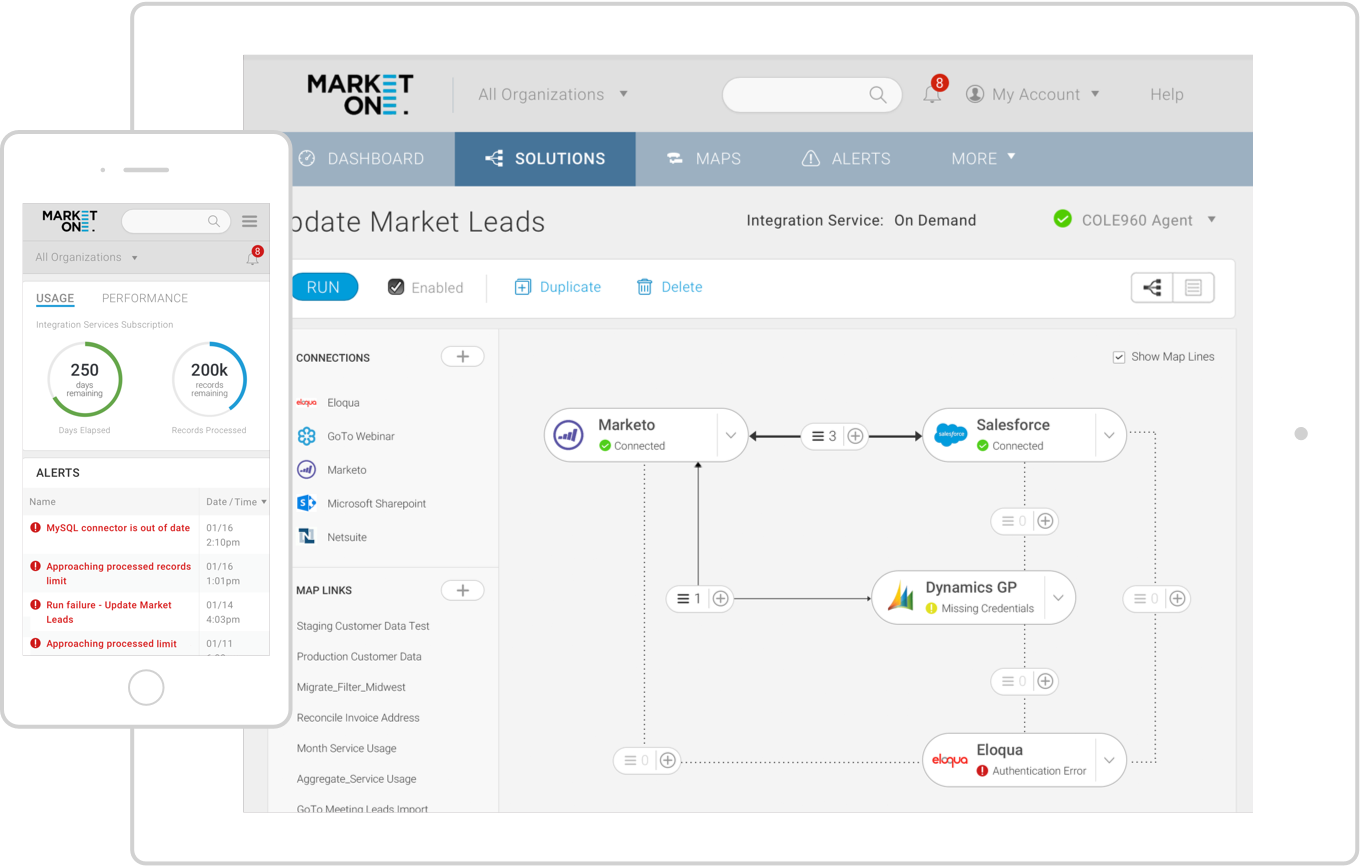 MARKET
ONE.
All Organizations
8
My Account
Help
DASHBOARD
SOLUTIONS
MAPS
ALERTS
MORE
pdate Market Leads
Integration Service: On Demand
COLE960 Agent
RUN
Enabled
Duplicate
Delete
CONNECTIONS
eloqua Eloqua
GoTo Webinar
Marketo
Microsoft Sharepoint
N Netsuite
MAP LINKS
Staging Customer Data Test
Production Customer Data
Migrate_Filter_Midwest
Reconcile Invoice Address
Month Service Usage
Aggregate_Service Usage
GoTo Meeting Leads Import
Show Map Lines
Marketo
Connected
3
salesforce
Salesforce
Connected
0
1
Dynamics GP
Missing Credentials
0
0
0
eloqua
Eloqua
Authentication Error
MARKET
ONE.
All Organizations
8
USAGE PERFORMANCE
Integration Services Subscription
250
days
remaining
Days Elapsed
200k
records
remaining
Records Processed
ALERTS
Name Date / Time
MySQL connector is out of date 01/16
2:10pm
Approaching processed records 01/16
limit 1:01pm
Run failure - Update Market 01/14
Leads 4:03pm
Approaching processed limit 01/11